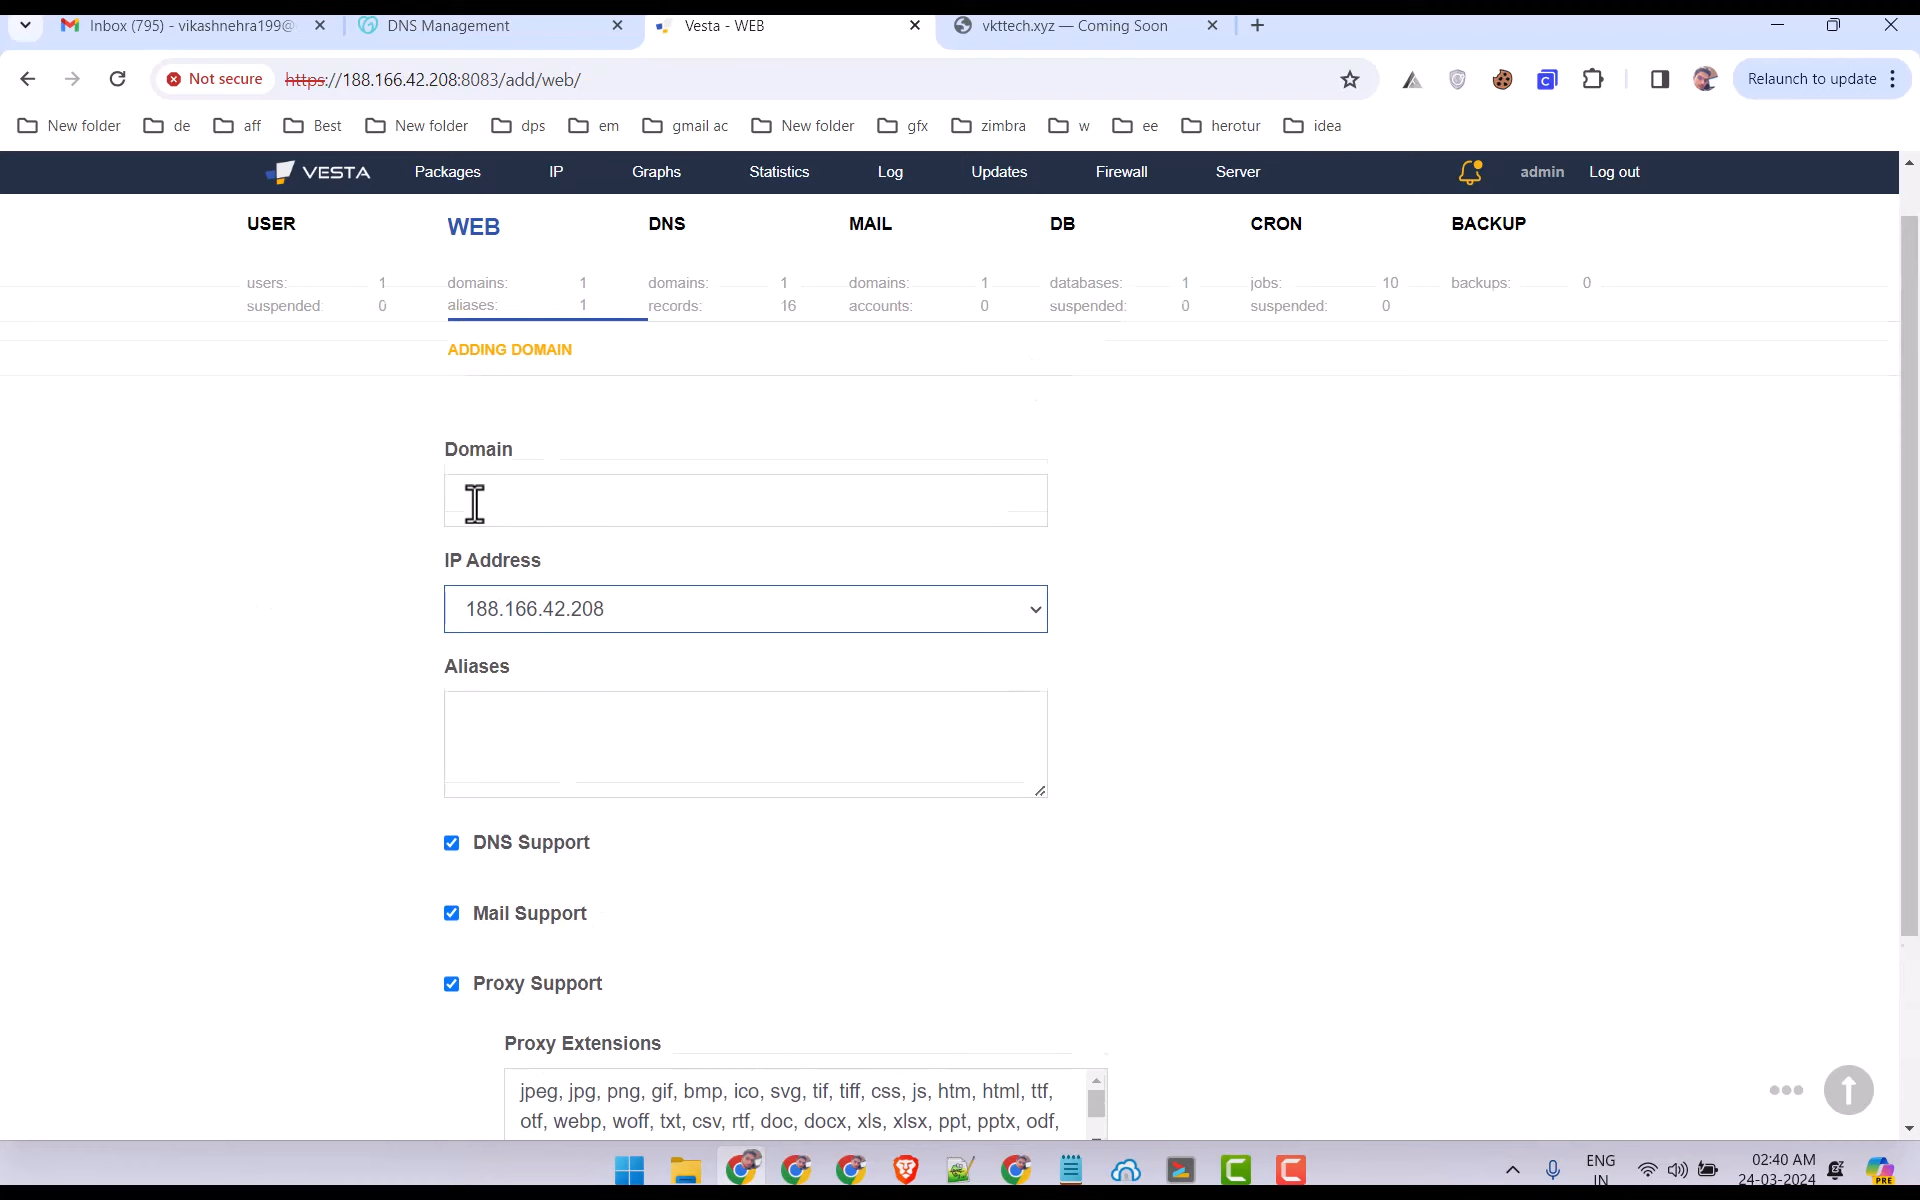 Inbox (795) - vikashnehra199@
DNS Management
Vesta - WEB
vkttech.xyz — Coming Soon
Not secure
https://188.166.42.208:8083/add/web/
Relaunch to update
New folder
de
aff
Best
New folder
dps
em
gmail ac
New folder
gfx
zimbra
w
ee
herotur
idea
VESTA
Packages
IP
Graphs
Statistics
Log
Updates
Firewall
Server
admin
Log out
USER
WEB
DNS
MAIL
DB
CRON
BACKUP
users: 1
domains: 1
domains: 1
domains: 1
databases: 1
jobs: 10
backups: 0
suspended: 0
aliases: 1
records: 16
accounts: 0
suspended: 0
suspended: 0
ADDING DOMAIN
Domain
IP Address
188.166.42.208
Aliases
DNS Support
Mail Support
Proxy Support
Proxy Extensions
jpeg, jpg, png, gif, bmp, ico, svg, tif, tiff, css, js, htm, html, ttf,
otf, webp, woff, txt, csv, rtf, doc, docx, xls, xlsx, ppt, pptx, odf,
ENG
IN
02:40 AM
24-03-2024
PRE